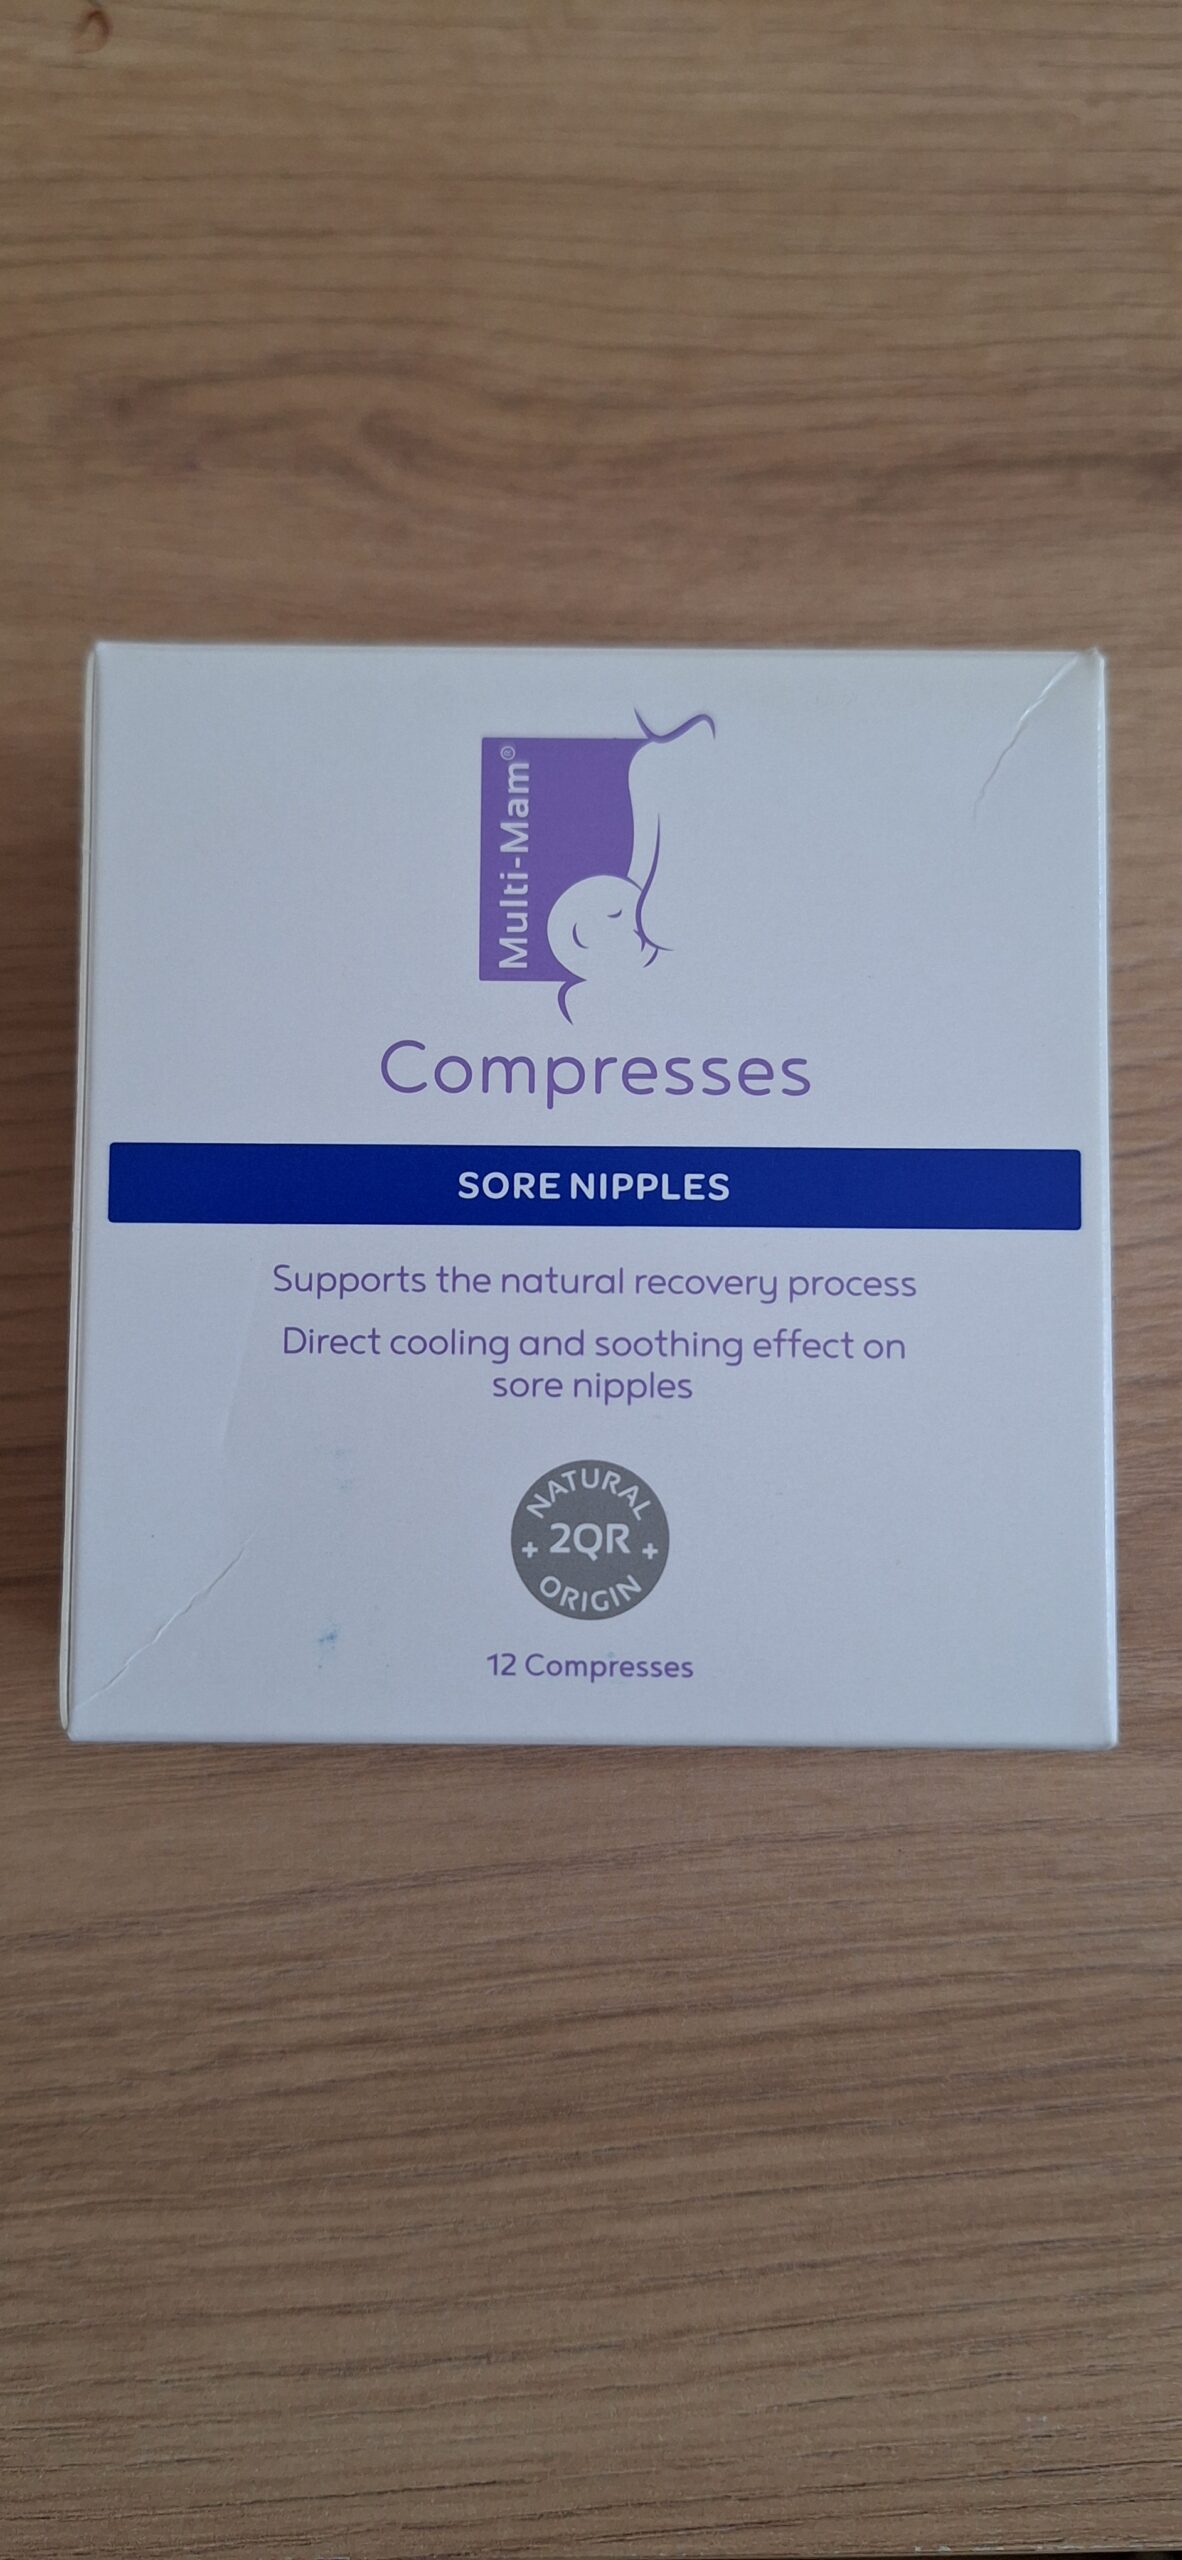 Multi-Mam®
Compresses
SORE NIPPLES
Supports the natural recovery process
Direct cooling and soothing effect on
sore nipples
NATURAL
+ 2QR +
ORIGIN
12 Compresses